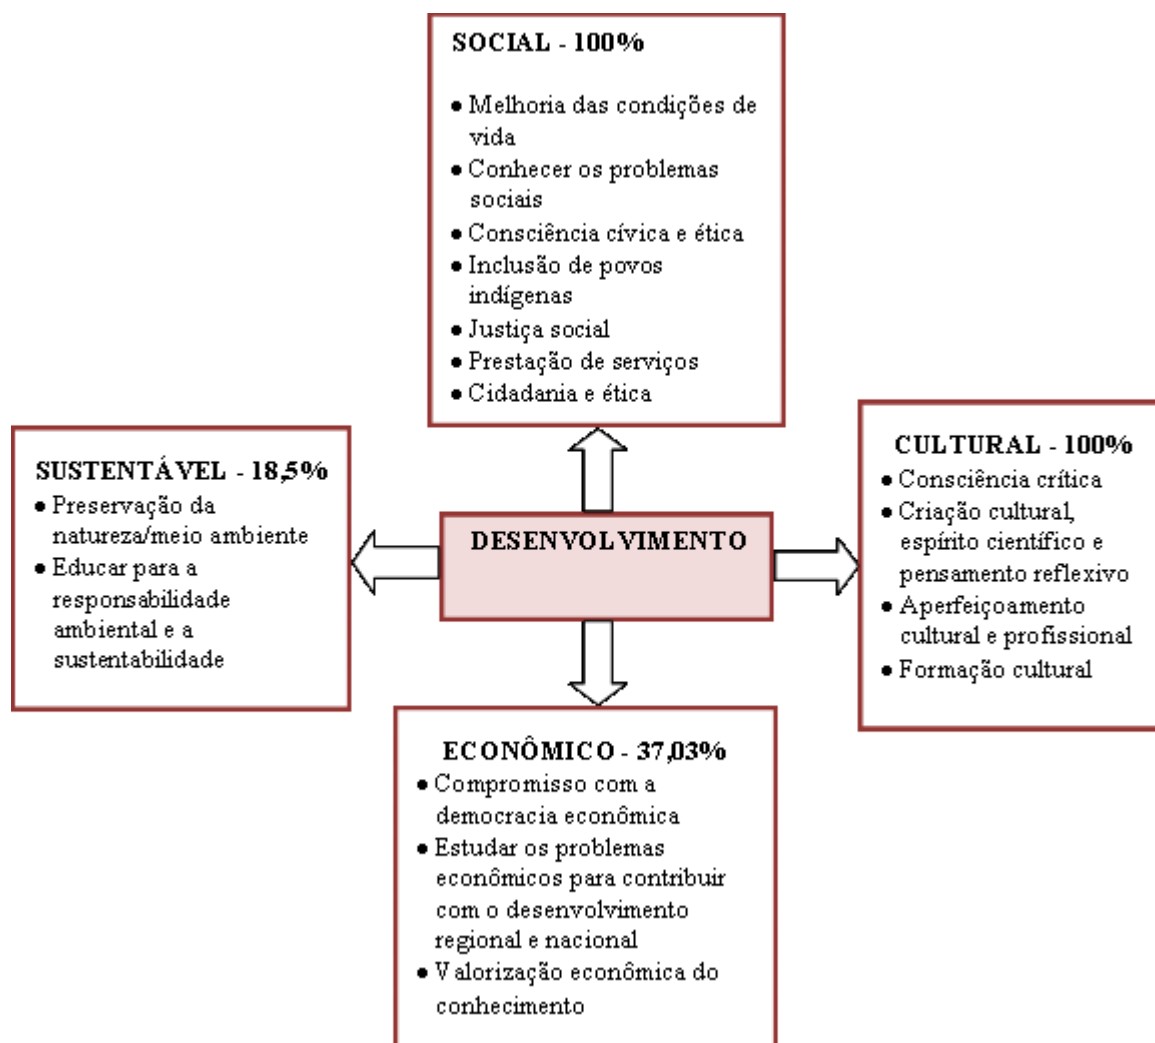 SOCIAL - 100%
● Melhoria das condições de
vida
● Conhecer os problemas
sociais
● Consciência cívica e ética
● Inclusão de povos
indígenas
● Justiça social
● Prestação de serviços
● Cidadania e ética
SUSTENTÁVEL - 18,5%
● Preservação da
natureza/meio ambiente
● Educar para a
responsabilidade
ambiental e a
sustentabilidade
DESENVOLVIMENTO
CULTURAL - 100%
● Consciência crítica
● Criação cultural,
espírito científico e
pensamento reflexivo
● Aperfeiçoamento
cultural e profissional
● Formação cultural
ECONÔMICO - 37,03%
● Compromisso com a
democracia econômica
● Estudar os problemas
econômicos para contribuir
com o desenvolvimento
regional e nacional
● Valorização econômica do
conhecimento